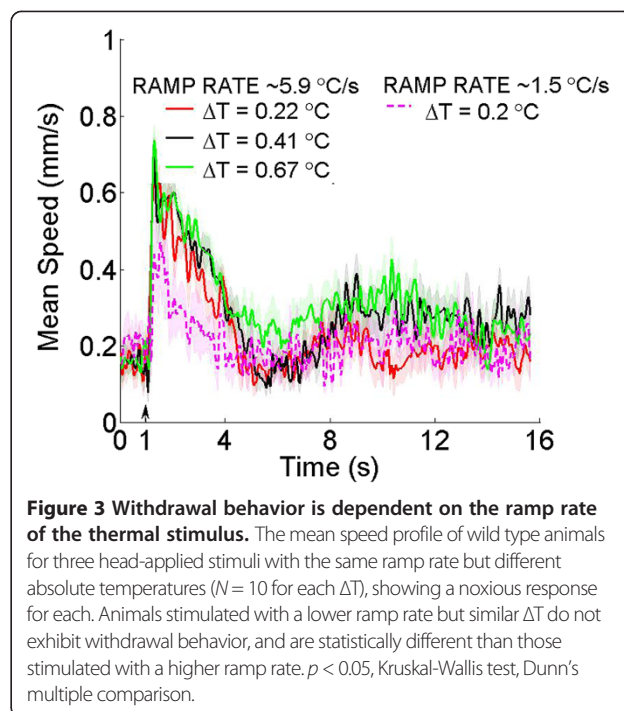 1
RAMP RATE ~5.9 °C/s RAMP RATE ~1.5 °C/s
ΔT = 0.22 °C ΔT = 0.2 °C
ΔT = 0.41 °C
ΔT = 0.67 °C
0.8
0.6
0.4
0.2
0
Mean Speed (mm/s)
0 1 4 8 12 16
Time (s)
Figure 3 Withdrawal behavior is dependent on the ramp rate
of the thermal stimulus. The mean speed profile of wild type animals
for three head-applied stimuli with the same ramp rate but different
absolute temperatures (N = 10 for each ΔT), showing a noxious response
for each. Animals stimulated with a lower ramp rate but similar ΔT do not
exhibit withdrawal behavior, and are statistically different than those
stimulated with a higher ramp rate. p < 0.05, Kruskal-Wallis test, Dunn's
multiple comparison.